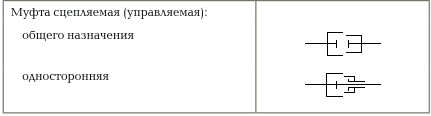 Муфта сцепляемая (управляемая):
общего назначения
односторонняя